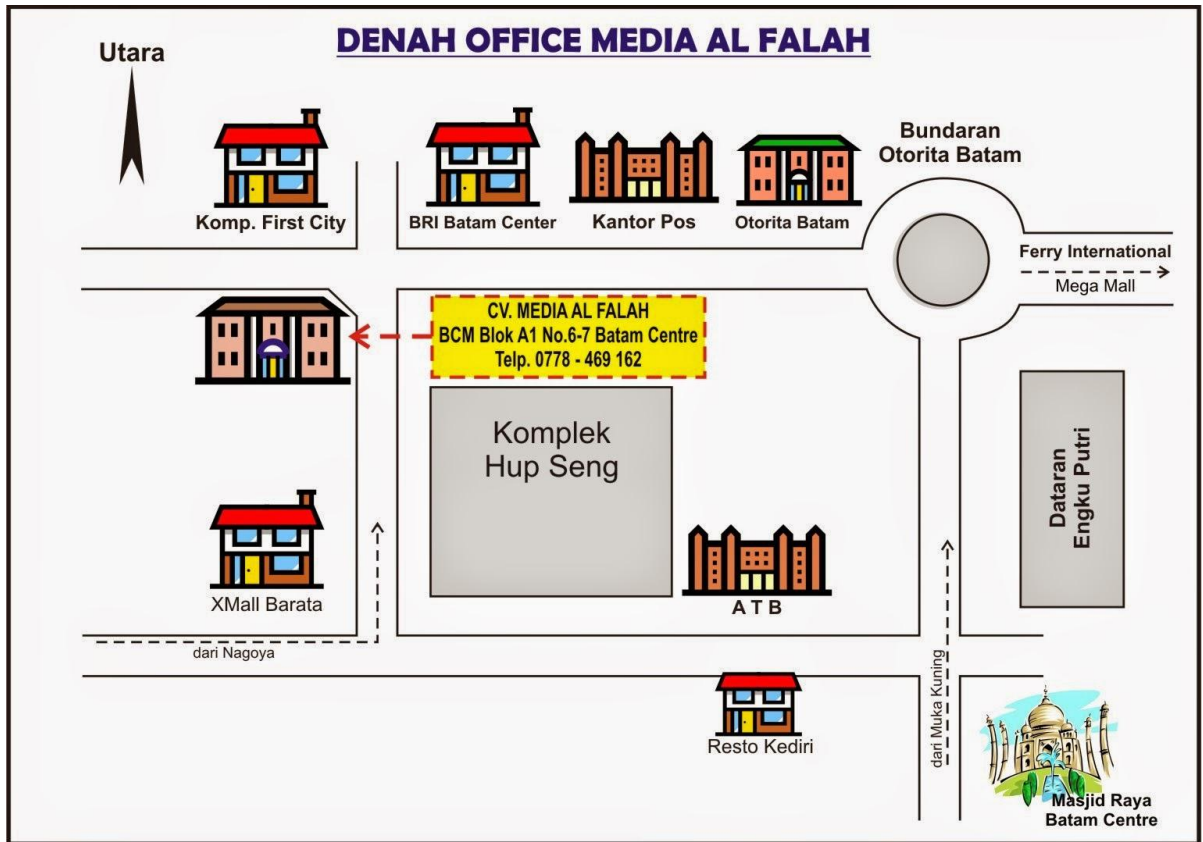 DENAH OFFICE MEDIA AL FALAH
Utara
Bundaran
Otorita Batam
Komp. First City
BRI Batam Center
Kantor Pos
Otorita Batam
Ferry International
Mega Mall
CV. MEDIA AL FALAH
BCM Blok A1 No.6-7 Batam Centre
Telp. 0778 - 469 162
Komplek
Hup Seng
Dataran
Engku Putri
XMall Barata
A T B
dari Nagoya
dari Muka Kuning
Resto Kediri
Masjid Raya
Batam Centre